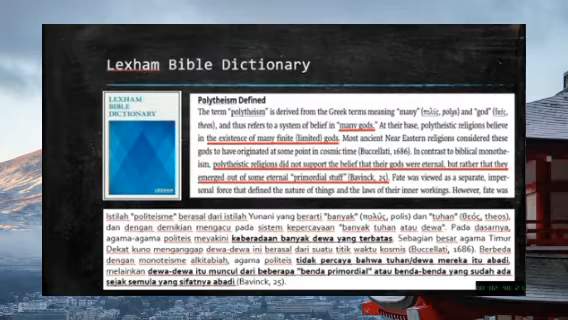 Lexham Bible Dictionary
LEXHAM
BIBLE
DICTIONARY
Polytheism Defined
The term "polytheism" is derived from the Greek terms meaning "many" (πολύς, polys) and "god" (θεός,
theos), and thus refers to a system of belief in "many gods." At their base, polytheistic religions believe
in the existence of many finite (limited) gods. Most ancient Near Eastern religions considered these
gods to have originated at some point in cosmic time (Buccellati, 1686). In contrast to biblical monothe-
ism, polytheistic religions did not support the belief that their gods were eternal, but rather that they
emerged out of some eternal "primordial stuff" (Bavinck, 25). Fate was viewed as a separate, imper-
sonal force that defined the nature of things and the laws of their inner workings. However, fate was
Istilah "politeisme" berasal dari istilah Yunani yang berarti "banyak" (πολύς, polis) dan "tuhan" (θεός, theos),
dan dengan demikian mengacu pada sistem kepercayaan "banyak tuhan atau dewa". Pada dasarnya,
agama-agama politeis meyakini keberadaan banyak dewa yang terbatas. Sebagian besar agama Timur
Dekat kuno menganggap dewa-dewa ini berasal dari suatu titik waktu kosmis (Buccellati, 1686). Berbeda
dengan monoteisme alkitabiah, agama politeis tidak percaya bahwa tuhan/dewa mereka itu abadi,
melainkan dewa-dewa itu muncul dari beberapa "benda primordial" atau benda-benda yang sudah ada
sejak semula yang sifatnya abadi (Bavinck, 25).